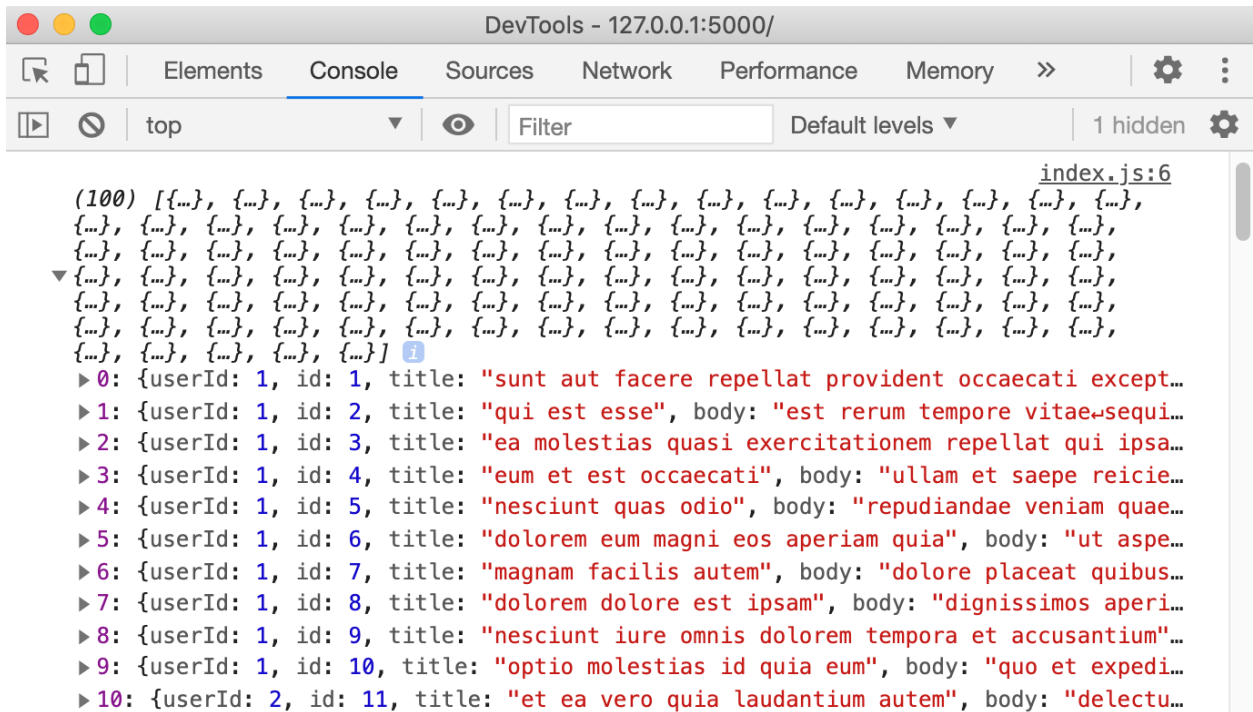 DevTools - 127.0.0.1:5000/
Elements Console Sources Network Performance Memory »
top ▼ Filter Default levels ▼ 1 hidden
index.js:6
(100) [{…}, {…}, {…}, {…}, {…}, {…}, {…}, {…}, {…}, {…}, {…}, {…}, {…}, {…}, {…},
{…}, {…}, {…}, {…}, {…}, {…}, {…}, {…}, {…}, {…}, {…}, {…}, {…}, {…}, {…}, {…},
{…}, {…}, {…}, {…}, {…}, {…}, {…}, {…}, {…}, {…}, {…}, {…}, {…}, {…}, {…}, {…},
▼{…}, {…}, {…}, {…}, {…}, {…}, {…}, {…}, {…}, {…}, {…}, {…}, {…}, {…}, {…}, {…},
{…}, {…}, {…}, {…}, {…}, {…}, {…}, {…}, {…}, {…}, {…}, {…}, {…}, {…}, {…}, {…},
{…}, {…}, {…}, {…}, {…}, {…}, {…}, {…}, {…}, {…}, {…}, {…}, {…}, {…}, {…}, {…},
{…}, {…}, {…}, {…}, {…}] i
▶0: {userId: 1, id: 1, title: "sunt aut facere repellat provident occaecati except…
▶1: {userId: 1, id: 2, title: "qui est esse", body: "est rerum tempore vitae↵sequi…
▶2: {userId: 1, id: 3, title: "ea molestias quasi exercitationem repellat qui ipsa…
▶3: {userId: 1, id: 4, title: "eum et est occaecati", body: "ullam et saepe reicie…
▶4: {userId: 1, id: 5, title: "nesciunt quas odio", body: "repudiandae veniam quae…
▶5: {userId: 1, id: 6, title: "dolorem eum magni eos aperiam quia", body: "ut aspe…
▶6: {userId: 1, id: 7, title: "magnam facilis autem", body: "dolore placeat quibus…
▶7: {userId: 1, id: 8, title: "dolorem dolore est ipsam", body: "dignissimos aperi…
▶8: {userId: 1, id: 9, title: "nesciunt iure omnis dolorem tempora et accusantium"…
▶9: {userId: 1, id: 10, title: "optio molestias id quia eum", body: "quo et expedi…
▶10: {userId: 2, id: 11, title: "et ea vero quia laudantium autem", body: "delectu…